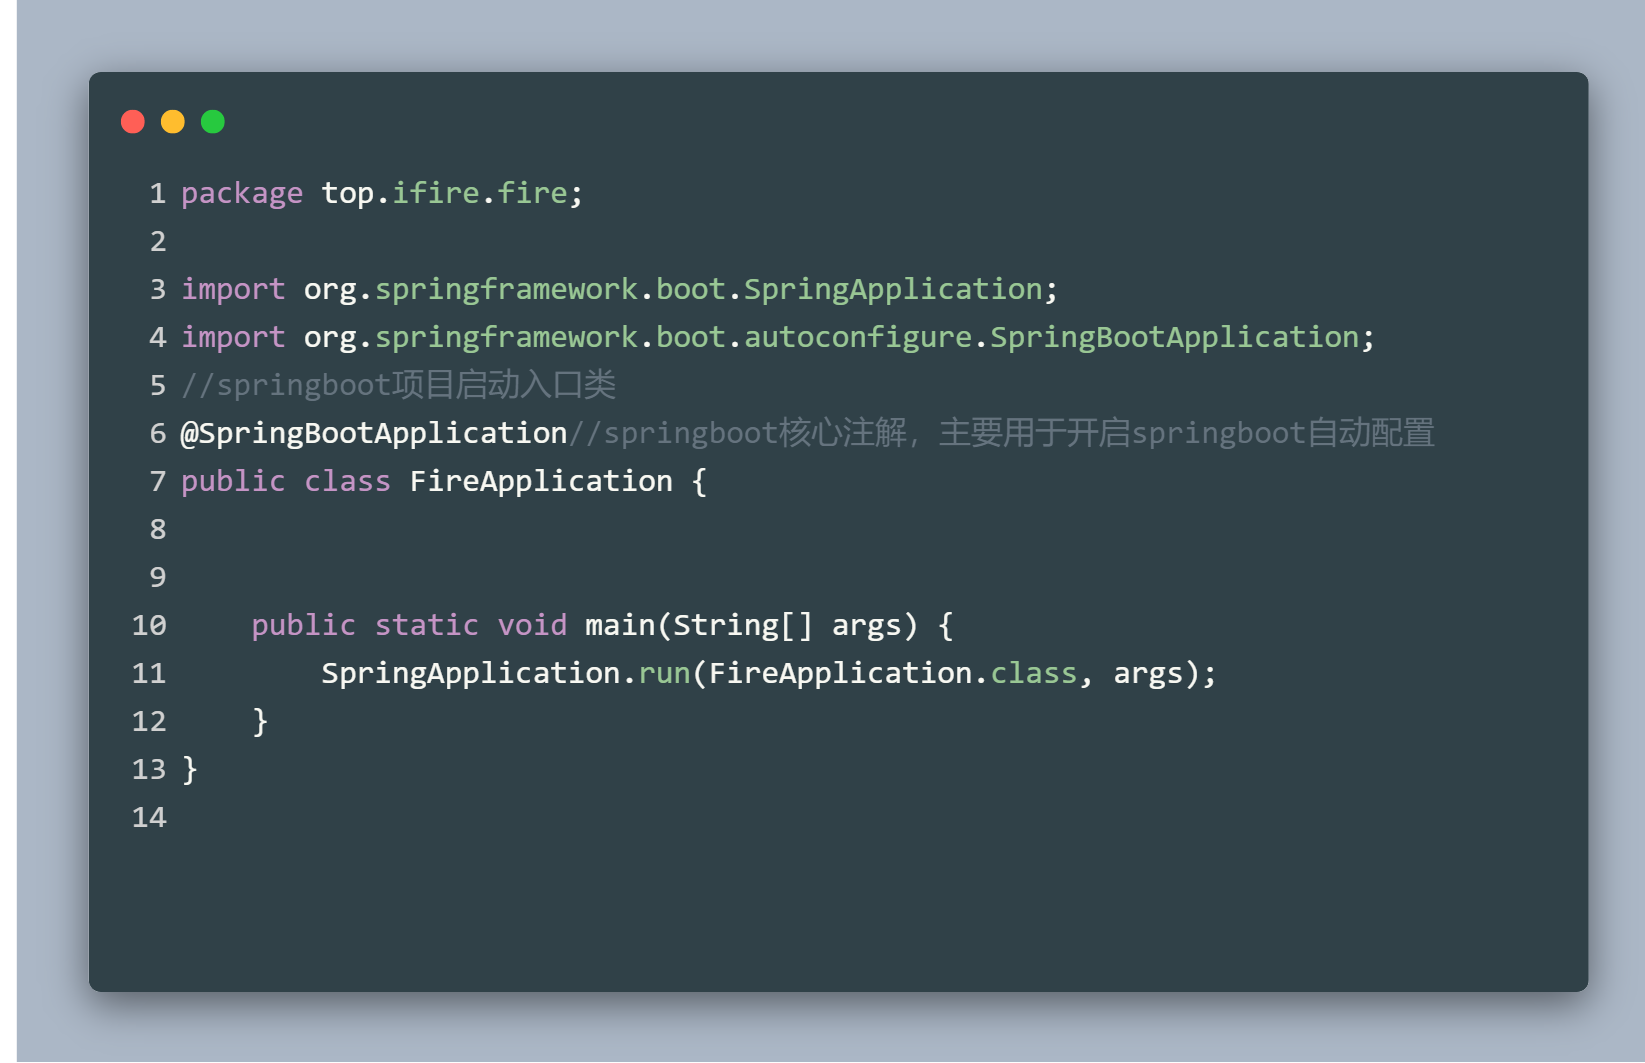 1 package top.ifire.fire;
2
3 import org.springframework.boot.SpringApplication;
4 import org.springframework.boot.autoconfigure.SpringBootApplication;
5 //springboot项目启动入口类
6 @SpringBootApplication//springboot核心注解，主要用于开启springboot自动配置
7 public class FireApplication {
8
9
10     public static void main(String[] args) {
11         SpringApplication.run(FireApplication.class, args);
12     }
13 }
14